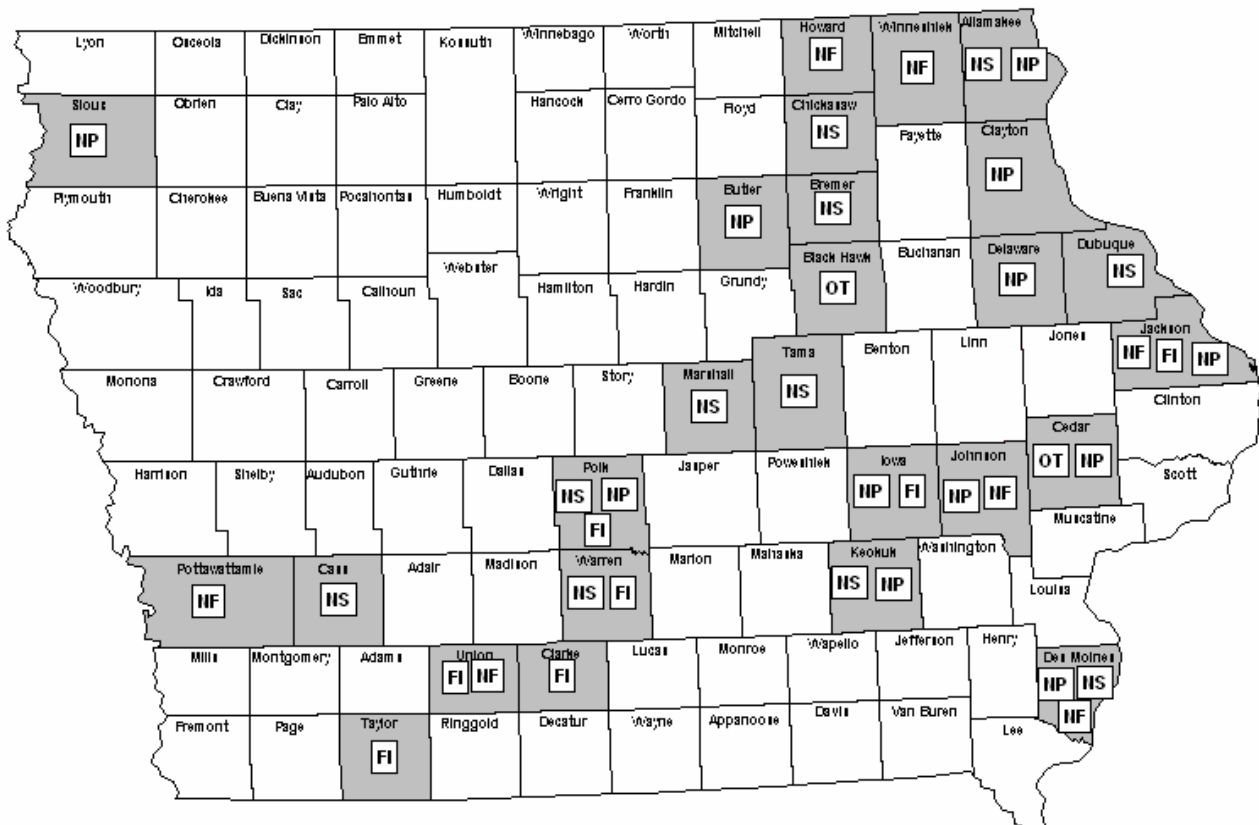 Lyon
Osceola
Dickinson
Emmet
Kossuth
Winnebago
Worth
Mitchell
Howard
NF
Winneshiek
NF
Allamakee
NS NP
Sioux
NP
Obrien
Clay
Palo Alto
Hancock
Cerro Gordo
Floyd
Chickasaw
NS
Fayette
Clayton
NP
Plymouth
Cherokee
Buena Vista
Pocahontas
Humboldt
Wright
Franklin
Butler
NP
Bremer
NS
Black Hawk
OT
Buchanan
Delaware
NP
Dubuque
NS
Woodbury
Ida
Sac
Calhoun
Webster
Hamilton
Hardin
Grundy
Tama
NS
Benton
Linn
Jones
Jackson
NF FI NP
Monona
Crawford
Carroll
Greene
Boone
Story
Marshall
NS
Clinton
Cedar
OT NP
Harrison
Shelby
Audubon
Guthrie
Dallas
Polk
NS NP
FI
Jasper
Poweshiek
Iowa
NP FI
Johnson
NP NF
Scott
Muscatine
Pottawattamie
NF
Cass
NS
Adair
Madison
Warren
NS FI
Marion
Mahaska
Keokuk
NS NP
Washington
Louisa
Mills
Montgomery
Adams
Union
FI NF
Clarke
FI
Lucas
Monroe
Wapello
Jefferson
Henry
Des Moines
NP NS
NF
Fremont
Page
Taylor
FI
Ringgold
Decatur
Wayne
Appanoose
Davis
Van Buren
Lee